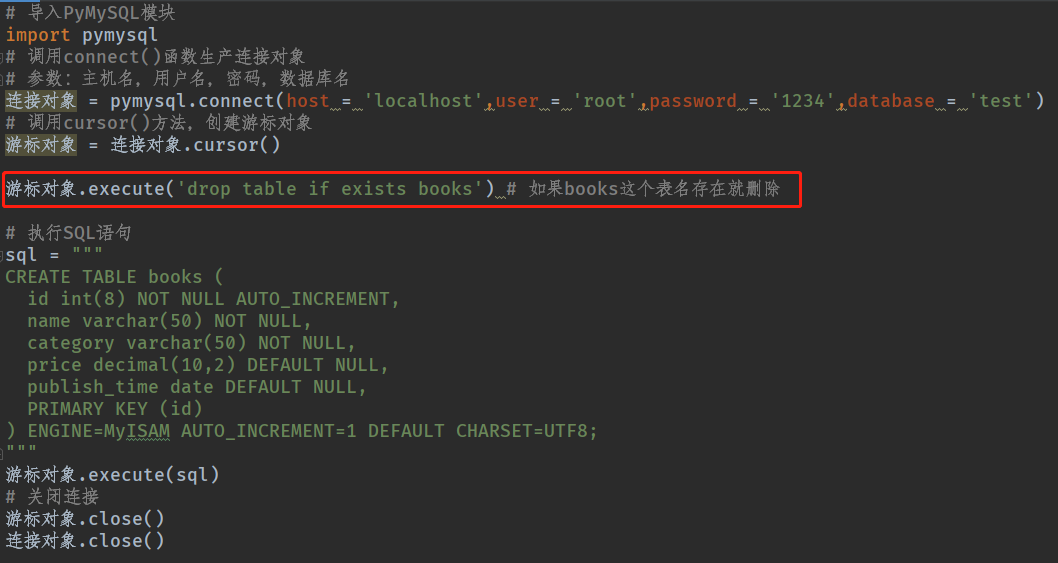 # 导入PyMySQL模块
import pymysql
# 调用connect()函数生产连接对象
# 参数: 主机名, 用户名, 密码, 数据库名
连接对象 = pymysql.connect(host = 'localhost',user = 'root',password = '1234',database = 'test')
# 调用cursor()方法, 创建游标对象
游标对象 = 连接对象.cursor()
游标对象.execute('drop table if exists books') # 如果books这个表名存在就删除
# 执行SQL语句
sql = """
CREATE TABLE books (
  id int(8) NOT NULL AUTO_INCREMENT,
  name varchar(50) NOT NULL,
  category varchar(50) NOT NULL,
  price decimal(10,2) DEFAULT NULL,
  publish_time date DEFAULT NULL,
  PRIMARY KEY (id)
) ENGINE=MyISAM AUTO_INCREMENT=1 DEFAULT CHARSET=UTF8;
"""
游标对象.execute(sql)
# 关闭连接
游标对象.close()
连接对象.close()